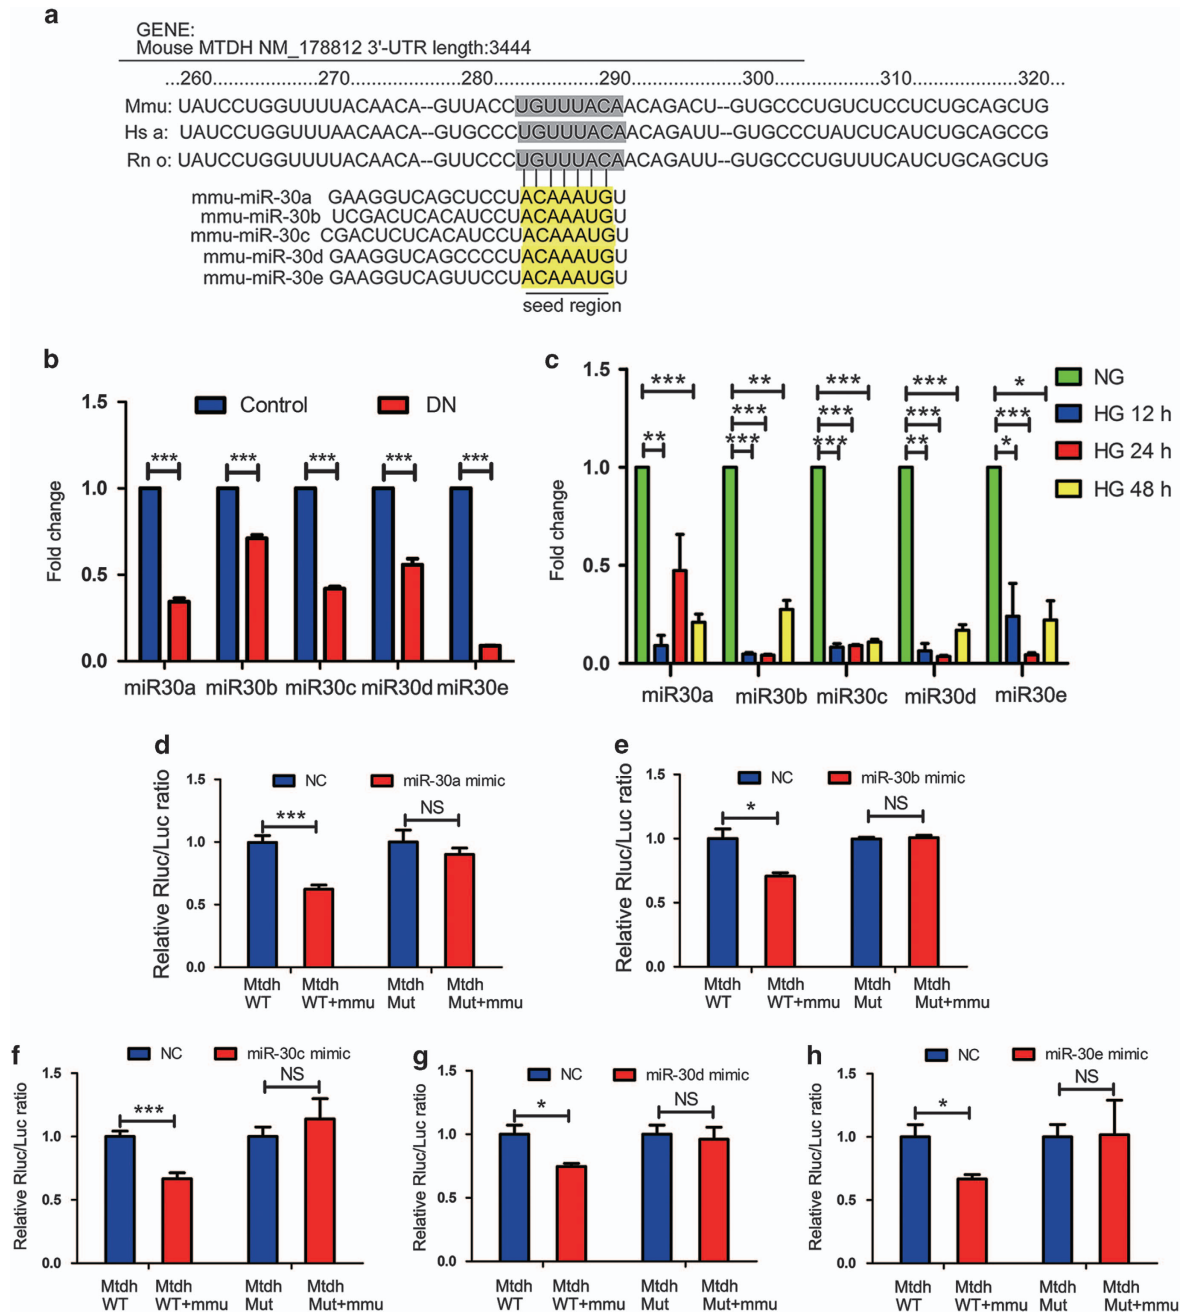 a
GENE:
Mouse MTDH NM_178812 3'-UTR length:3444
...260..............270..............280..............290..............300..............310..............320...
Mmu: UAUCCUGGUUUUACAACA--GUUACCUGUUUACAACAGACU--GUGCCCUGUCUCCUCUGCAGCUG
Hs a: UAUCCUGGUUUUAACAACA--GUGCCCUGUUUACAACAGAUU--GUGCCCUAUCUCAUCUGCAGCCG
Rn o: UAUCCUGGUUUUACAACA--GUUCCCUGUUUACAACAGAUU--GUGCCCUGUUUCAUCUGCAGCUG
mmu-miR-30a GAAGGUCAGCUCCUACAAAUGU
mmu-miR-30b UCGACUCACAUCCUACAAAUGU
mmu-miR-30c CGACUCUCACAUCCUACAAAUGU
mmu-miR-30d GAAGGUCAGCCCCUACAAAUGU
mmu-miR-30e GAAGGUCAGUUCCUACAAAUGU
seed region
b
Control DN
1.5
1.0
0.5
0.0
Fold change
*** *** *** *** ***
miR30a miR30b miR30c miR30d miR30e
c
NG
HG 12 h
HG 24 h
HG 48 h
1.5
1.0
0.5
0.0
Fold change
*** ** *** *** *
*** *** *** ***
** *** *** ** *
miR30a miR30b miR30c miR30d miR30e
d
NC miR-30a mimic
Relative Rluc/Luc ratio
1.5
1.0
0.5
0.0
*** NS
Mtdh Mtdh Mtdh Mtdh
WT WT+mmu Mut Mut+mmu
e
NC miR-30b mimic
Relative Rluc/Luc ratio
1.5
1.0
0.5
0.0
* NS
Mtdh Mtdh Mtdh Mtdh
WT WT+mmu Mut Mut+mmu
f
NC miR-30c mimic
Relative Rluc/Luc ratio
1.5
1.0
0.5
0.0
*** NS
Mtdh Mtdh Mtdh Mtdh
WT WT+mmu Mut Mut+mmu
g
NC miR-30d mimic
Relative Rluc/Luc ratio
1.5
1.0
0.5
0.0
* NS
Mtdh Mtdh Mtdh Mtdh
WT WT+mmu Mut Mut+mmu
h
NC miR-30e mimic
Relative Rluc/Luc ratio
1.5
1.0
0.5
0.0
* NS
Mtdh Mtdh Mtdh Mtdh
WT WT+mmu Mut Mut+mmu